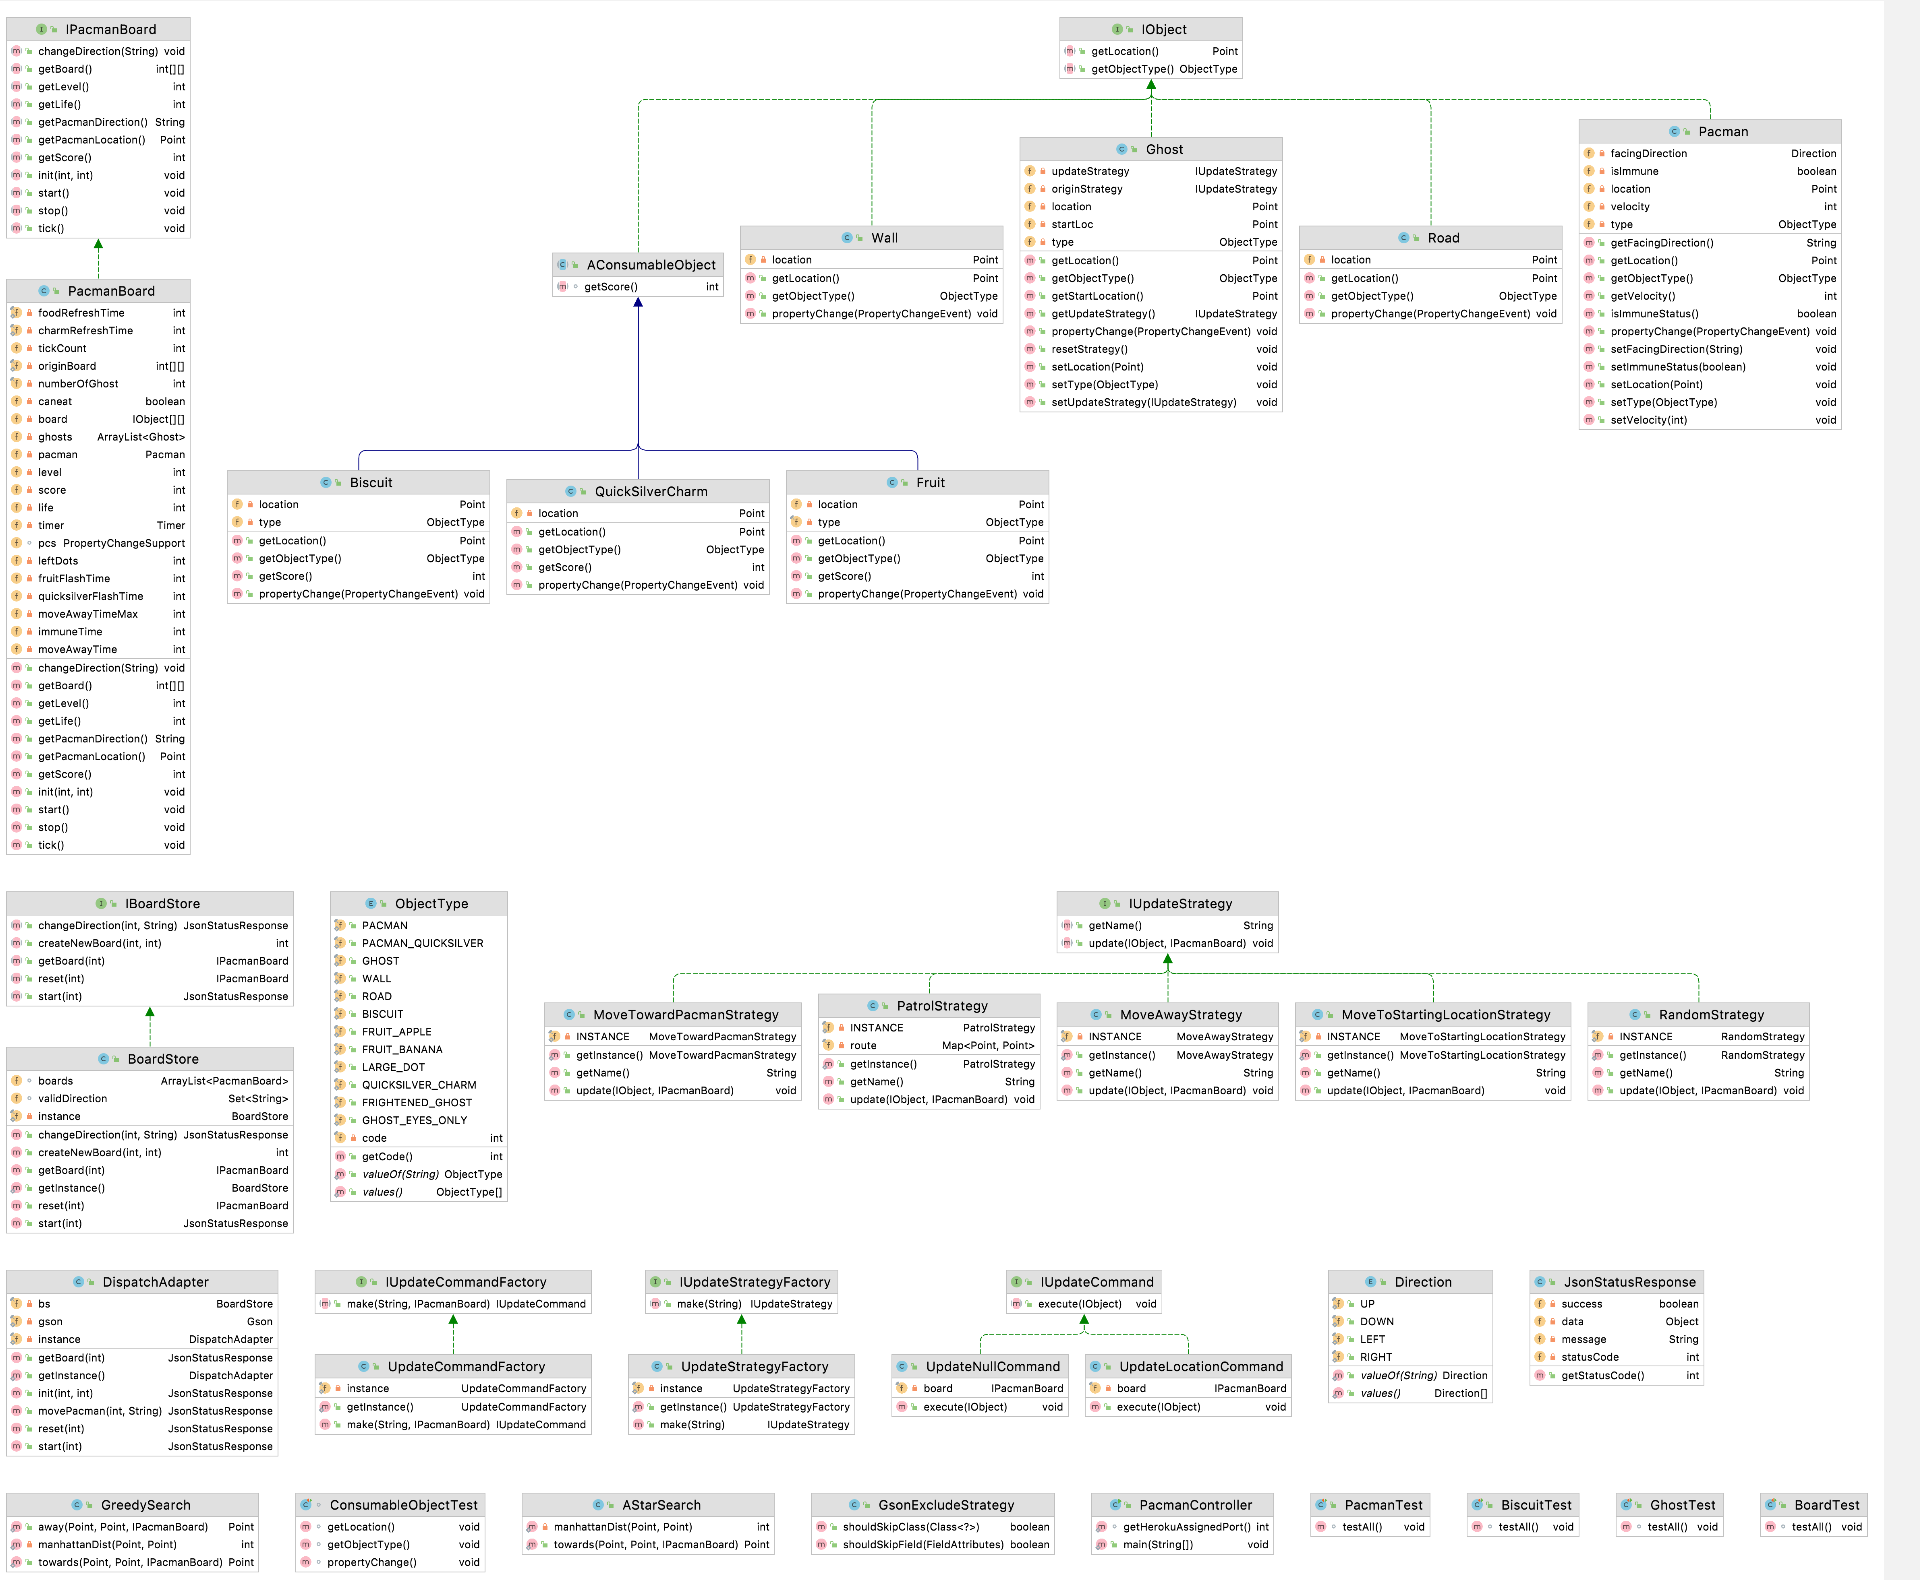 IPacmanBoard
changeDirection(String) void
getBoard() int[][]
getLevel() int
getLife() int
getPacmanDirection() String
getPacmanLocation() Point
getScore() int
init(int, int) void
start() void
stop() void
tick() void
PacmanBoard
foodRefreshTime int
charmRefreshTime int
tickCount int
originBoard int[][]
numberOfGhost int
caneat boolean
board IObject[][]
ghosts ArrayList<Ghost>
pacman Pacman
level int
score int
life int
timer Timer
pcs PropertyChangeSupport
leftDots int
fruitFlashTime int
quicksilverFlashTime int
moveAwayTimeMax int
immuneTime int
moveAwayTime int
changeDirection(String) void
getBoard() int[][]
getLevel() int
getLife() int
getPacmanDirection() String
getPacmanLocation() Point
getScore() int
init(int, int) void
start() void
stop() void
tick() void
IObject
getLocation() Point
getObjectType() ObjectType
AConsumableObject
getScore() int
Wall
location Point
getLocation() Point
getObjectType() ObjectType
propertyChange(PropertyChangeEvent) void
Ghost
updateStrategy IUpdateStrategy
originStrategy IUpdateStrategy
location Point
startLoc Point
type ObjectType
getLocation() Point
getObjectType() ObjectType
getStartLocation() Point
getUpdateStrategy() IUpdateStrategy
propertyChange(PropertyChangeEvent) void
resetStrategy() void
setLocation(Point) void
setType(ObjectType) void
setUpdateStrategy(IUpdateStrategy) void
Road
location Point
getLocation() Point
getObjectType() ObjectType
propertyChange(PropertyChangeEvent) void
Pacman
facingDirection Direction
isImmune boolean
location Point
velocity int
type ObjectType
getFacingDirection() String
getLocation() Point
getObjectType() ObjectType
getVelocity() int
isImmuneStatus() boolean
propertyChange(PropertyChangeEvent) void
setFacingDirection(String) void
setImmuneStatus(boolean) void
setLocation(Point) void
setType(ObjectType) void
setVelocity(int) void
Biscuit
location Point
type ObjectType
getLocation() Point
getObjectType() ObjectType
getScore() int
propertyChange(PropertyChangeEvent) void
QuickSilverCharm
location Point
getLocation() Point
getObjectType() ObjectType
getScore() int
propertyChange(PropertyChangeEvent) void
Fruit
location Point
type ObjectType
getLocation() Point
getObjectType() ObjectType
getScore() int
propertyChange(PropertyChangeEvent) void
IBoardStore
changeDirection(int, String) JsonStatusResponse
createNewBoard(int, int) int
getBoard(int) IPacmanBoard
reset(int) IPacmanBoard
start(int) JsonStatusResponse
BoardStore
boards ArrayList<PacmanBoard>
validDirection Set<String>
instance BoardStore
changeDirection(int, String) JsonStatusResponse
createNewBoard(int, int) int
getBoard(int) IPacmanBoard
getInstance() BoardStore
reset(int) IPacmanBoard
start(int) JsonStatusResponse
ObjectType
PACMAN
PACMAN_QUICKSILVER
GHOST
WALL
ROAD
BISCUIT
FRUIT_APPLE
FRUIT_BANANA
LARGE_DOT
QUICKSILVER_CHARM
FRIGHTENED_GHOST
GHOST_EYES_ONLY
code int
getCode() int
valueOf(String) ObjectType
values() ObjectType[]
IUpdateStrategy
getName() String
update(IObject, IPacmanBoard) void
MoveTowardPacmanStrategy
INSTANCE MoveTowardPacmanStrategy
getInstance() MoveTowardPacmanStrategy
getName() String
update(IObject, IPacmanBoard) void
PatrolStrategy
INSTANCE PatrolStrategy
route Map<Point, Point>
getInstance() PatrolStrategy
getName() String
update(IObject, IPacmanBoard) void
MoveAwayStrategy
INSTANCE MoveAwayStrategy
getInstance() MoveAwayStrategy
getName() String
update(IObject, IPacmanBoard) void
MoveToStartingLocationStrategy
INSTANCE MoveToStartingLocationStrategy
getInstance() MoveToStartingLocationStrategy
getName() String
update(IObject, IPacmanBoard) void
RandomStrategy
INSTANCE RandomStrategy
getInstance() RandomStrategy
getName() String
update(IObject, IPacmanBoard) void
DispatchAdapter
bs BoardStore
gson Gson
instance DispatchAdapter
getBoard(int) JsonStatusResponse
getInstance() DispatchAdapter
init(int, int) JsonStatusResponse
movePacman(int, String) JsonStatusResponse
reset(int) JsonStatusResponse
start(int) JsonStatusResponse
IUpdateCommandFactory
make(String, IPacmanBoard) IUpdateCommand
UpdateCommandFactory
instance UpdateCommandFactory
getInstance() UpdateCommandFactory
make(String, IPacmanBoard) IUpdateCommand
IUpdateStrategyFactory
make(String) IUpdateStrategy
UpdateStrategyFactory
instance UpdateStrategyFactory
getInstance() UpdateStrategyFactory
make(String) IUpdateStrategy
IUpdateCommand
execute(IObject) void
UpdateNullCommand
board IPacmanBoard
execute(IObject) void
UpdateLocationCommand
board IPacmanBoard
execute(IObject) void
Direction
UP
DOWN
LEFT
RIGHT
valueOf(String) Direction
values() Direction[]
JsonStatusResponse
success boolean
data Object
message String
statusCode int
getStatusCode() int
GreedySearch
away(Point, Point, IPacmanBoard) Point
manhattanDist(Point, Point) int
towards(Point, Point, IPacmanBoard) Point
ConsumableObjectTest
getLocation() void
getObjectType() void
propertyChange() void
AStarSearch
manhattanDist(Point, Point) int
towards(Point, Point, IPacmanBoard) Point
GsonExcludeStrategy
shouldSkipClass(Class<?>) boolean
shouldSkipField(FieldAttributes) boolean
PacmanController
getHerokuAssignedPort() int
main(String[]) void
PacmanTest
testAll() void
BiscuitTest
testAll() void
GhostTest
testAll() void
BoardTest
testAll() void